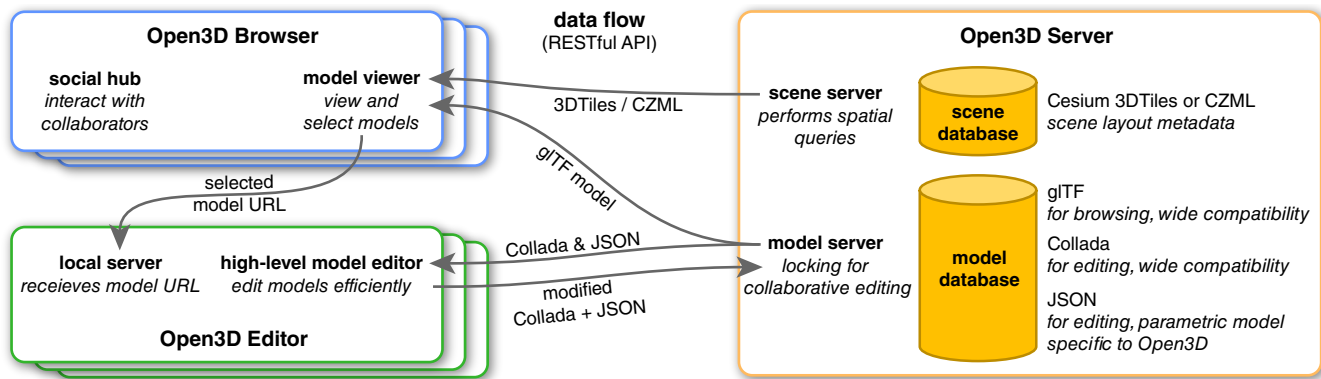 Open3D Browser
social hub
interact with
collaborators
model viewer
view and
select models
data flow
(RESTful API)
3DTiles / CZML
glTF model
selected
model URL
Collada & JSON
modified
Collada + JSON
local server
receieves model URL
high-level model editor
edit models efficiently
Open3D Editor
Open3D Server
scene server
performs spatial
queries
scene
database
Cesium 3DTiles or CZML
scene layout metadata
model server
locking for
collaborative editing
model
database
glTF
for browsing, wide compatibility
Collada
for editing, wide compatibility
JSON
for editing, parametric model
specific to Open3D